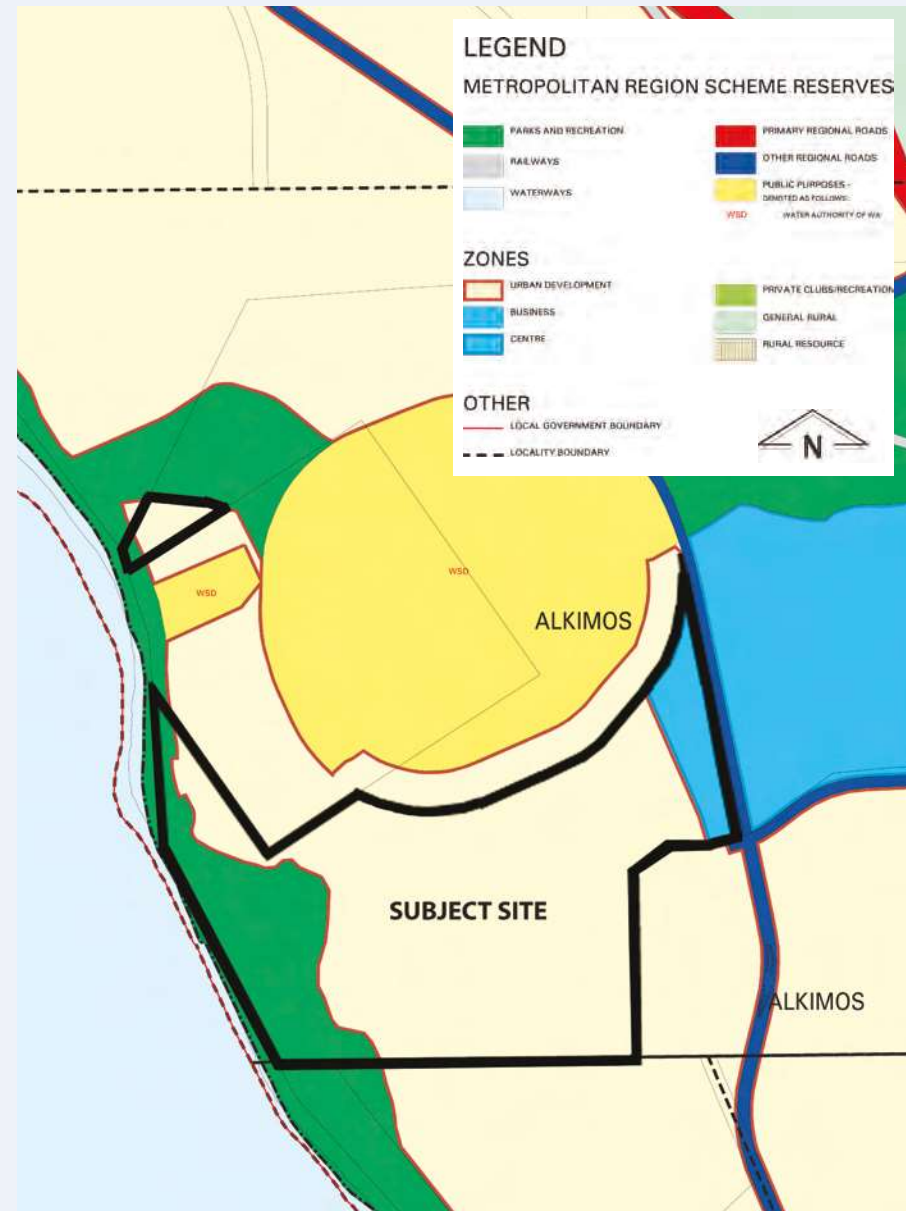 LEGEND
METROPOLITAN REGION SCHEME RESERVES
PARKS AND RECREATION
RAILWAYS
WATERWAYS
PRIMARY REGIONAL ROADS
OTHER REGIONAL ROADS
PUBLIC PURPOSES -
DENOTED AS FOLLOWS:
WSD WATER AUTHORITY OF WA
ZONES
URBAN DEVELOPMENT
BUSINESS
CENTRE
PRIVATE CLUBS/RECREATION
GENERAL RURAL
RURAL RESOURCE
OTHER
LOCAL GOVERNMENT BOUNDARY
LOCALITY BOUNDARY
N
WSD
WSD
ALKIMOS
SUBJECT SITE
ALKIMOS